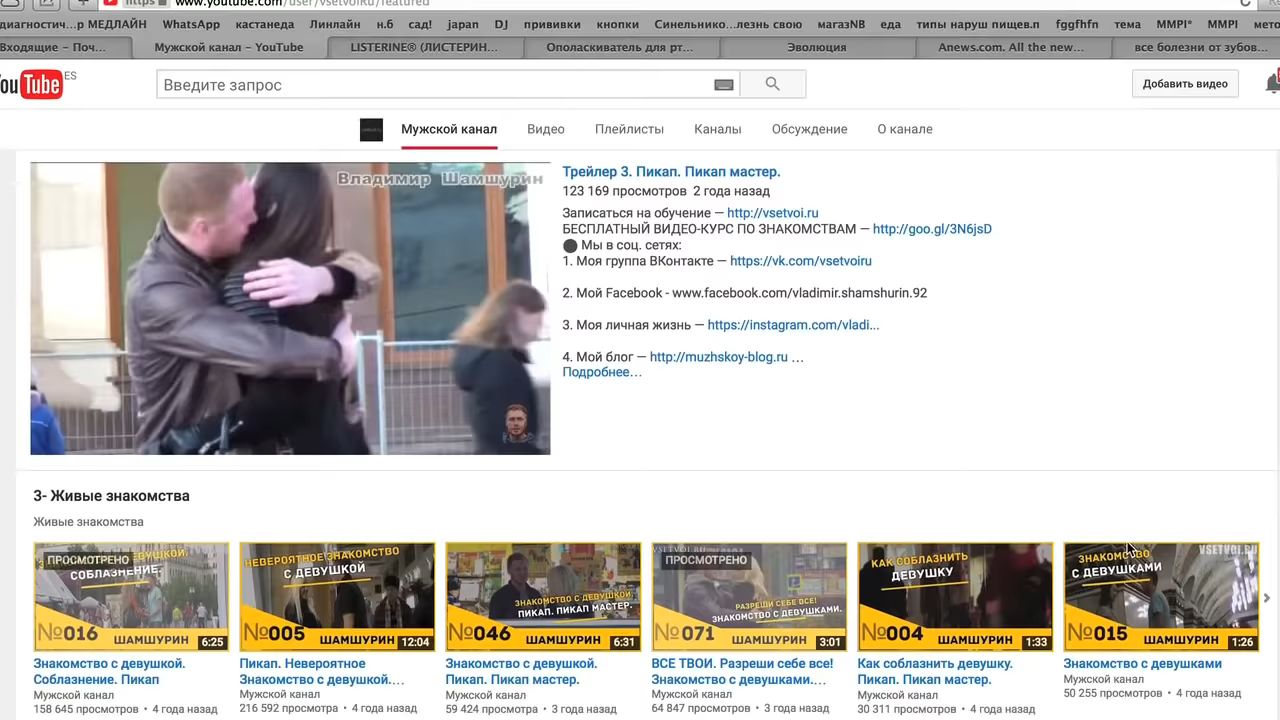 https www.youtube.com/user/vsetvoiRu/featured
диагностич...р МЕДЛАЙН WhatsApp кастанеда Линдван н.б сад! japan DJ прививки кнопки Синельнико...лезнь свою магазNB еда типы наруш пищев.п fggfhfn тема MMPI* MMPI мето
Входящие – Поч... Мужской канал – YouTube LISTERINE® (ЛИСТЕРИН... Ополаскиватель для рт... Эволюция Anews.com. All the new... все болезни от зубов...
YouTube ES
Введите запрос
Добавить видео
Мужской канал Видео Плейлисты Каналы Обсуждение О канале
Владимир Шамшурин
Трейлер 3. Пикап. Пикап мастер.
123 169 просмотров 2 года назад
Записаться на обучение — http://vsetvoi.ru
БЕСПЛАТНЫЙ ВИДЕО-КУРС ПО ЗНАКОМСТВАМ — http://goo.gl/3N6jsD
Мы в соц. сетях:
1. Моя группа ВКонтакте — https://vk.com/vsetvoiru
2. Мой Facebook - www.facebook.com/vladimir.shamshurin.92
3. Моя личная жизнь — https://instagram.com/vladi...
4. Мой блог — http://muzhskoy-blog.ru ...
Подробнее...
3- Живые знакомства
Живые знакомства
ПРОСМОТРЕНО
СОБЛАЗНЕНИЕ.
№016 ШАМШУРИН 6:25
Знакомство с девушкой.
Соблазнение. Пикап
Мужской канал
158 645 просмотров • 4 года назад
НЕВЕРОЯТНОЕ ЗНАКОМСТВО
С ДЕВУШКОЙ
№005 ШАМШУРИН 12:04
Пикап. Невероятное
Знакомство с девушкой....
Мужской канал
216 592 просмотра • 4 года назад
ЗНАКОМСТВО С ДЕВУШКОЙ.
ПИКАП. ПИКАП МАСТЕР.
№046 ШАМШУРИН 6:31
Знакомство с девушкой.
Пикап. Пикап мастер.
Мужской канал
59 424 просмотра • 3 года назад
VSETVOI.RU
ПРОСМОТРЕНО
РАЗРЕШИ СЕБЕ ВСЕ!
ЗНАКОМСТВО С ДЕВУШКАМИ.
№071 ШАМШУРИН 3:01
ВСЕ ТВОИ. Разреши себе все!
Знакомство с девушками....
Мужской канал
64 847 просмотров • 3 года назад
КАК СОБЛАЗНИТЬ
ДЕВУШКУ
№004 ШАМШУРИН 1:33
Как соблазнить девушку.
Пикап. Пикап мастер.
Мужской канал
30 311 просмотров • 4 года назад
VSETVOI.RU
ЗНАКОМСТВО
С ДЕВУШКАМИ
№015 ШАМШУРИН 1:26
Знакомство с девушками
Мужской канал
50 255 просмотров • 4 года назад